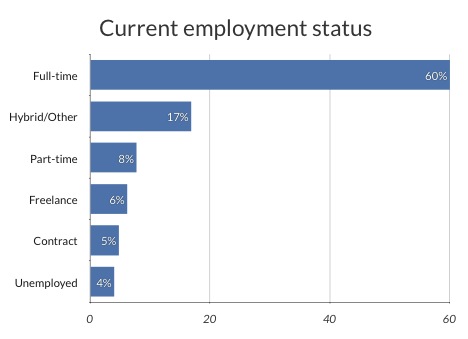 Current employment status
Full-time 60%
Hybrid/Other 17%
Part-time 8%
Freelance 6%
Contract 5%
Unemployed 4%
0 20 40 60